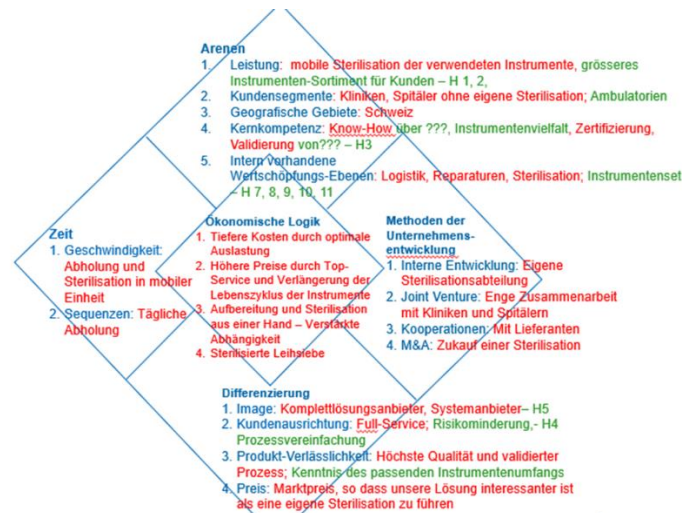 Arenen
1. Leistung: mobile Sterilisation der verwendeten Instrumente, grösseres
Instrumenten-Sortiment für Kunden – H 1, 2,
2. Kundensegmente: Kliniken, Spitäler ohne eigene Sterilisation; Ambulatorien
3. Geografische Gebiete: Schweiz
4. Kernkompetenz: Know-How über ???, Instrumentenvielfalt, Zertifizierung,
Validierung von??? – H3
5. Intern vorhandene
Wertschöpfungs-Ebenen: Logistik, Reparaturen, Sterilisation; Instrumentenset
– H 7, 8, 9, 10, 11
Zeit
1. Geschwindigkeit:
Abholung und
Sterilisation in mobiler
Einheit
2. Sequenzen: Tägliche
Abholung
Ökonomische Logik
1. Tiefere Kosten durch optimale
Auslastung
2. Höhere Preise durch Top-
Service und Verlängerung der
Lebenszyklus der Instrumente
3. Aufbereitung und Sterilisation
aus einer Hand – Verstärkte
Abhängigkeit
4. Sterilisierte Leihsiebe
Methoden der
Unternehmens-
entwicklung
1. Interne Entwicklung: Eigene
Sterilisationsabteilung
2. Joint Venture: Enge Zusammenarbeit
mit Kliniken und Spitälern
3. Kooperationen: Mit Lieferanten
4. M&A: Zukauf einer Sterilisation
Differenzierung
1. Image: Komplettlösungsanbieter, Systemanbieter– H5
2. Kundenausrichtung: Full-Service; Risikominderung,- H4
Prozessvereinfachung
3. Produkt-Verlässlichkeit: Höchste Qualität und validierter
Prozess; Kenntnis des passenden Instrumentenumfangs
4. Preis: Marktpreis, so dass unsere Lösung interessanter ist
als eine eigene Sterilisation zu führen